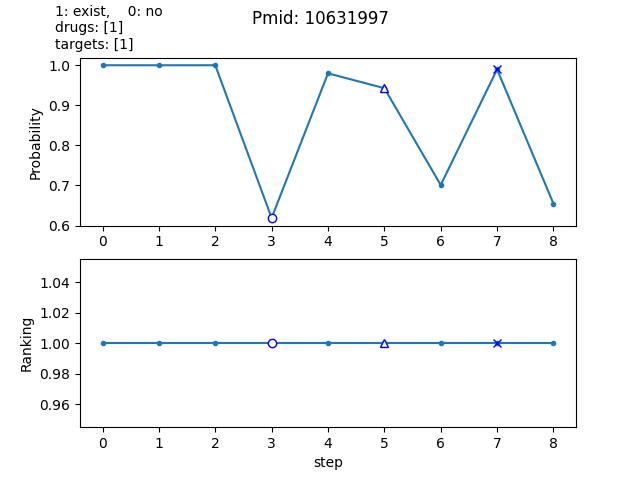 1: exist,    0: no
drugs: [1]
targets: [1]
Pmid: 10631997
Probability
1.0
0.9
0.8
0.7
0.6
0 1 2 3 4 5 6 7 8
Ranking
1.04
1.02
1.00
0.98
0.96
0 1 2 3 4 5 6 7 8
step